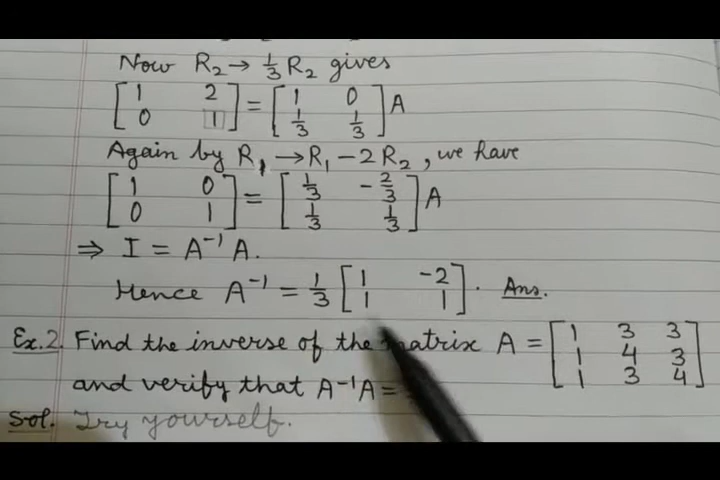 Now R₂ → 1/3 R₂ gives
[1 2; 0 1] = [1 0; 1/3 1/3] A
Again by R₁ → R₁ − 2R₂, we have
[1 0; 0 1] = [1/3 −2/3; 1/3 1/3] A
⇒ I = A⁻¹ A.
Hence A⁻¹ = 1/3 [1 −2; 1 1]. Ans.
Ex.2. Find the inverse of the matrix A = [1 3 3; 1 4 3; 1 3 4]
and verify that A⁻¹A =
Sol. Try yourself.